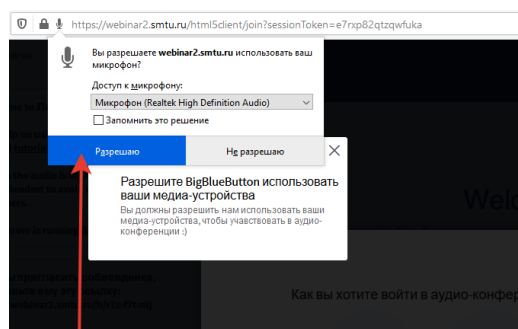 https://webinar2.smtu.ru/html5client/join?sessionToken=e7rxp82qtzqwfuka
Вы разрешаете webinar2.smtu.ru использовать ваш
микрофон?
Доступ к микрофону:
Микрофон (Realtek High Definition Audio)
Запомнить это решение
Разрешаю
Не разрешаю
Разрешите BigBlueButton использовать
ваши медиа-устройства
Вы должны разрешить нам использовать ваши
медиа-устройства, чтобы участвовать в аудио-
конференции :)
Как вы хотите войти в аудио-конфер